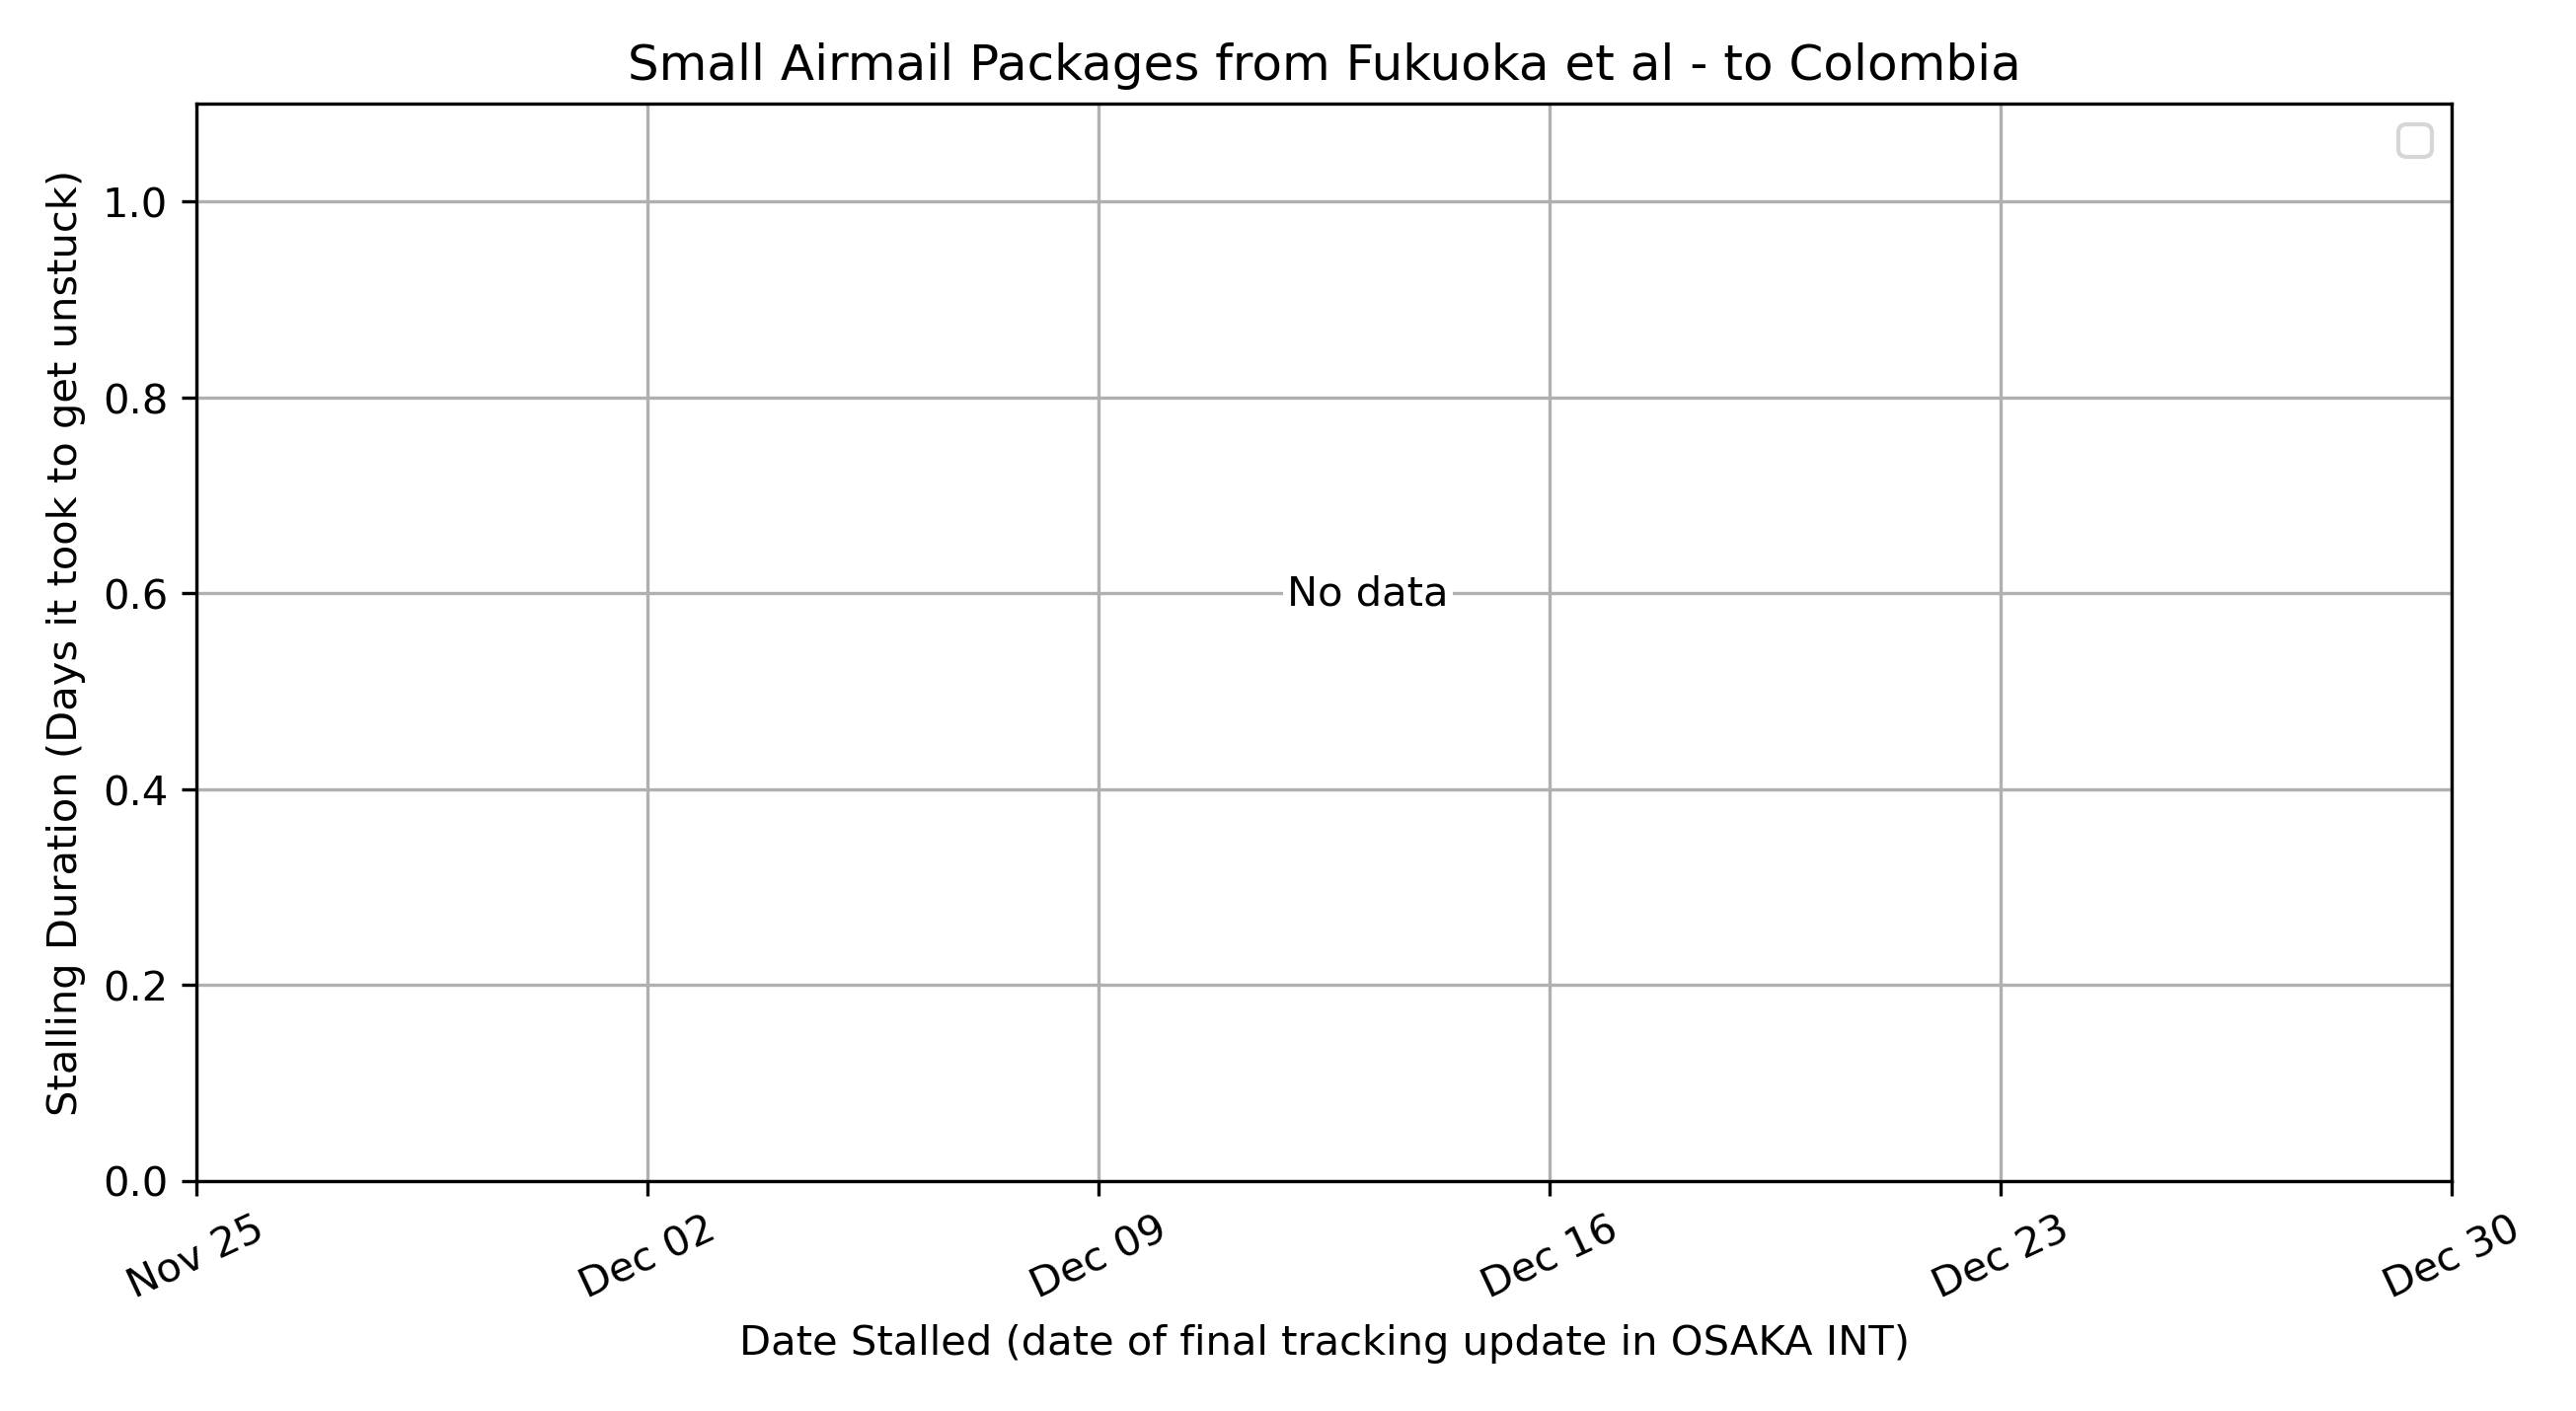 Small Airmail Packages from Fukuoka et al - to Colombia
Stalling Duration (Days it took to get unstuck)
1.0
0.8
0.6
0.4
0.2
0.0
No data
Nov 25
Dec 02
Dec 09
Dec 16
Dec 23
Dec 30
Date Stalled (date of final tracking update in OSAKA INT)